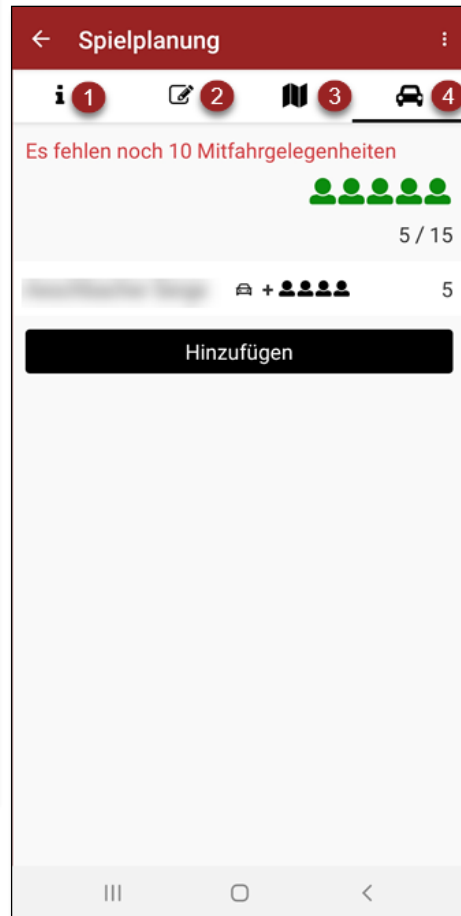 Spielplanung
1 2 3 4
Es fehlen noch 10 Mitfahrgelegenheiten
5 / 15
+ 5
Hinzufügen